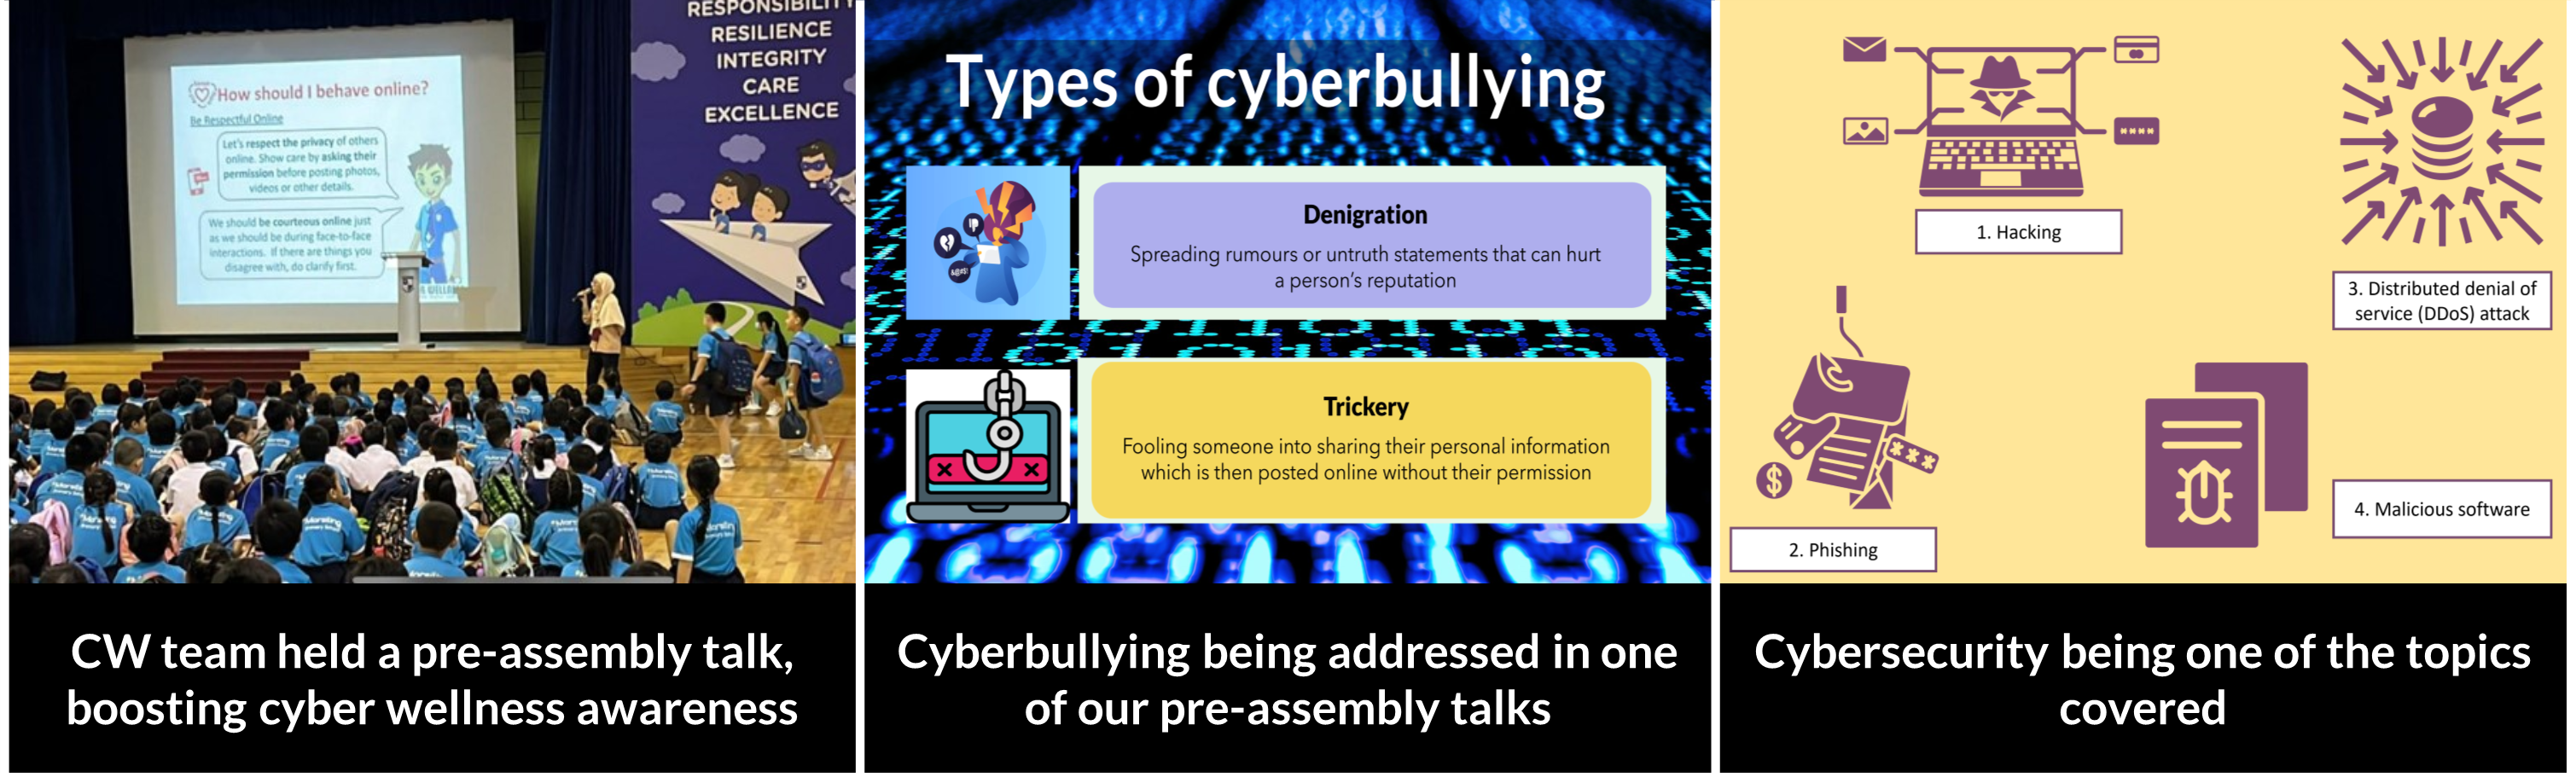 RESPONSIBILITY
RESILIENCE
INTEGRITY
CARE
EXCELLENCE
How should I behave online?
Be Respectful Online
Let's respect the privacy of others
online. Show care by asking their
permission before posting photos,
videos or other details.
We should be courteous online just
as we should be during face-to-face
interactions. If there are things you
disagree with, do clarify first.
CW team held a pre-assembly talk,
boosting cyber wellness awareness
Types of cyberbullying
Denigration
Spreading rumours or untruth statements that can hurt
a person's reputation
Trickery
Fooling someone into sharing their personal information
which is then posted online without their permission
Cyberbullying being addressed in one
of our pre-assembly talks
1. Hacking
3. Distributed denial of
service (DDoS) attack
2. Phishing
4. Malicious software
Cybersecurity being one of the topics
covered